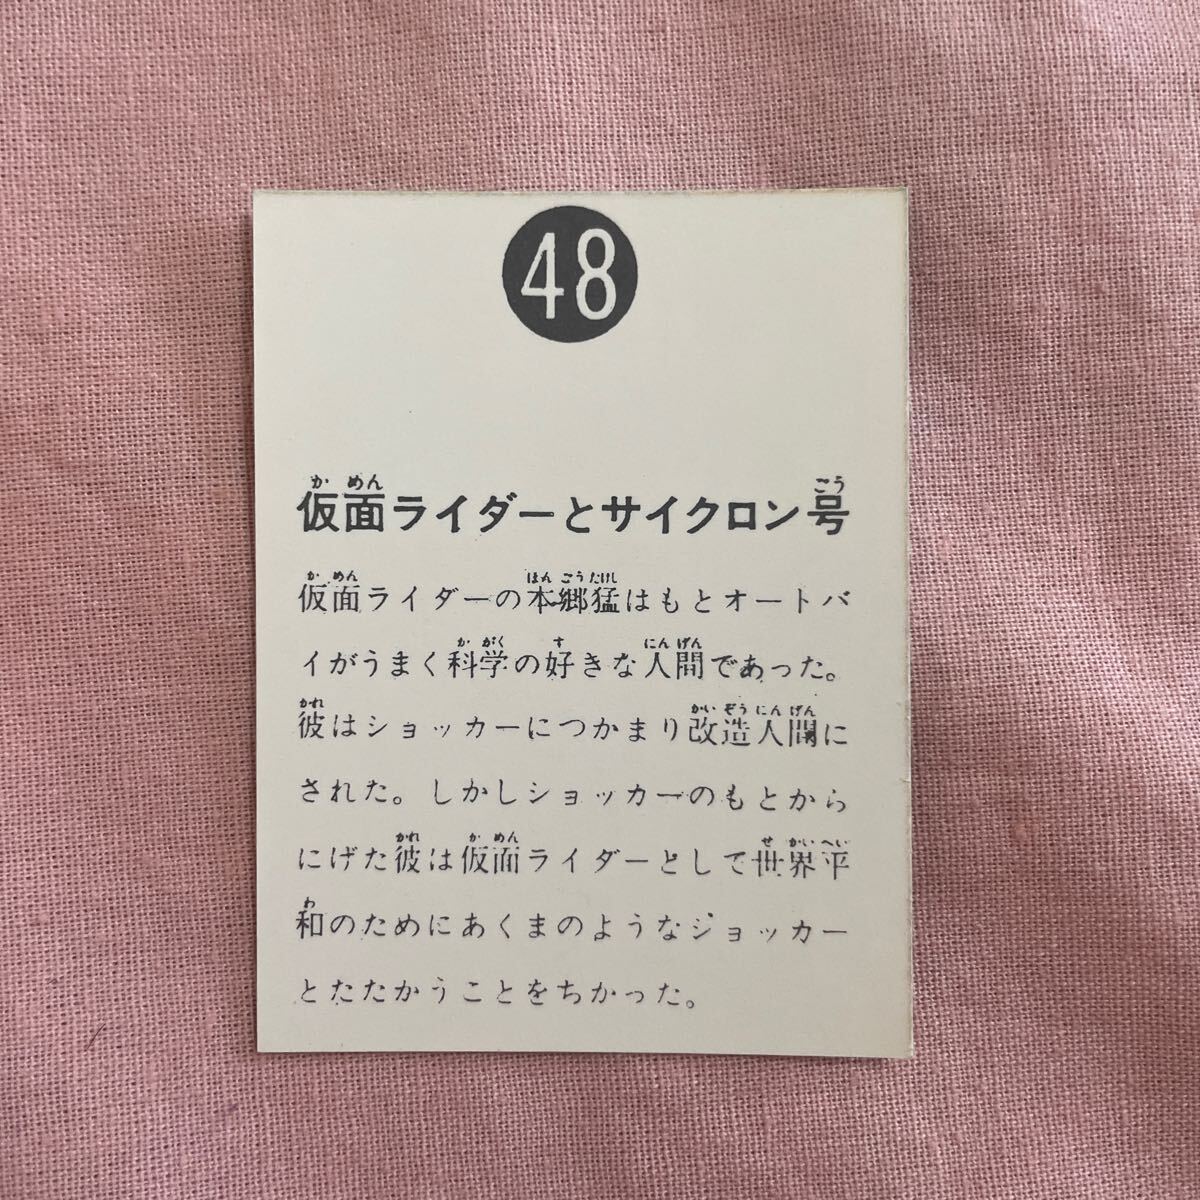 48
仮面ライダーとサイクロン号
仮面ライダーの本郷猛はもとオートバ
イがうまく科学の好きな人間であった。
彼はショッカーにつかまり改造人間に
された。しかしショッカーのもとから
にげた彼は仮面ライダーとして世界平
和のためにあくまのようなショッカー
とたたかうことをちかった。